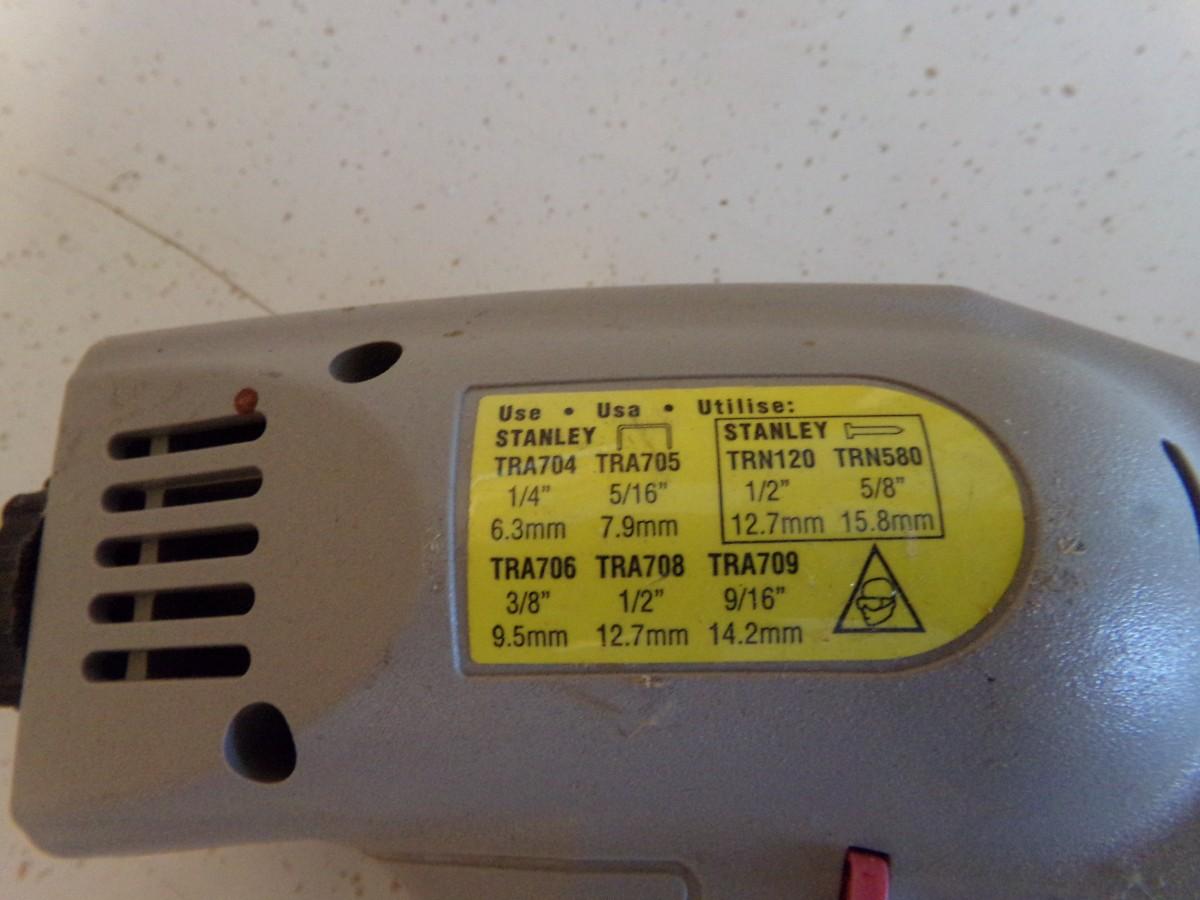 Use • Usa • Utilise:
STANLEY
TRA704 TRA705
1/4” 5/16”
6.3mm 7.9mm
STANLEY
TRN120 TRN580
1/2” 5/8”
12.7mm 15.8mm
TRA706 TRA708 TRA709
3/8” 1/2” 9/16”
9.5mm 12.7mm 14.2mm